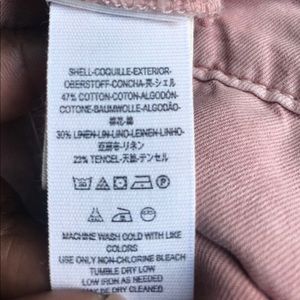 SHELL-COQUILLE-EXTERIOR-
OBERSTOFF-CONCHA-壳-シェル
47% COTTON-COTON-ALGODÓN-
COTONE-BAUMWOLLE-ALGODÃO-
棉花-綿
30% LINEN-LIN-LINO-LEINEN-LINHO-
亚麻布-リネン
23% TENCEL-天絲-テンセル
MACHINE WASH COLD WITH LIKE
COLORS
USE ONLY NON-CHLORINE BLEACH
TUMBLE DRY LOW
LOW IRON AS NEEDED
MAY BE DRY CLEANED